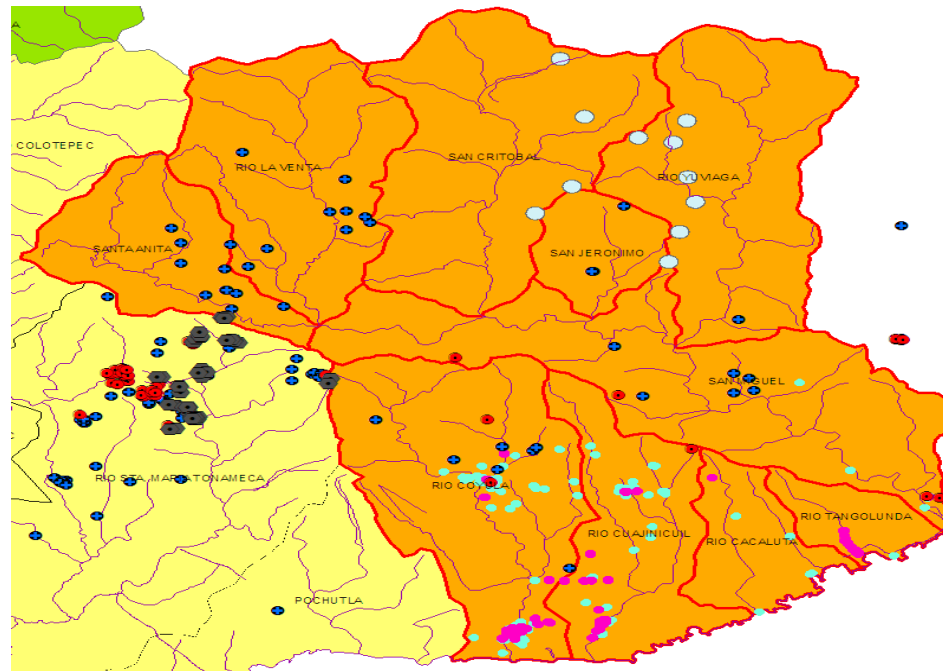 A
COLOTEPEC
RIO LA VENTA
SAN CRITOBAL
RIO YUVIAGA
SANTA ANITA
SAN JERONIMO
SAN MIGUEL
RIO STA. MARIA TONAMECA
RIO COYULA
RIO CUAJINICUIL
RIO CACALUTA
RIO TANGOLUNDA
POCHUTLA